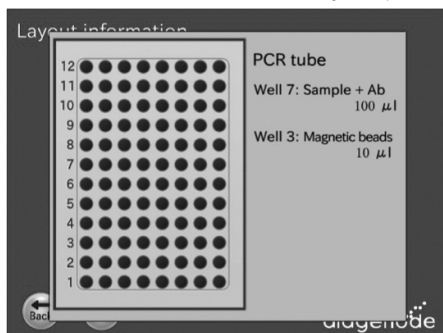 Layout information
PCR tube
Well 7: Sample + Ab
100 μl
Well 3: Magnetic beads
10 μl
12
11
10
9
8
7
6
5
4
3
2
1
Back
diagenode